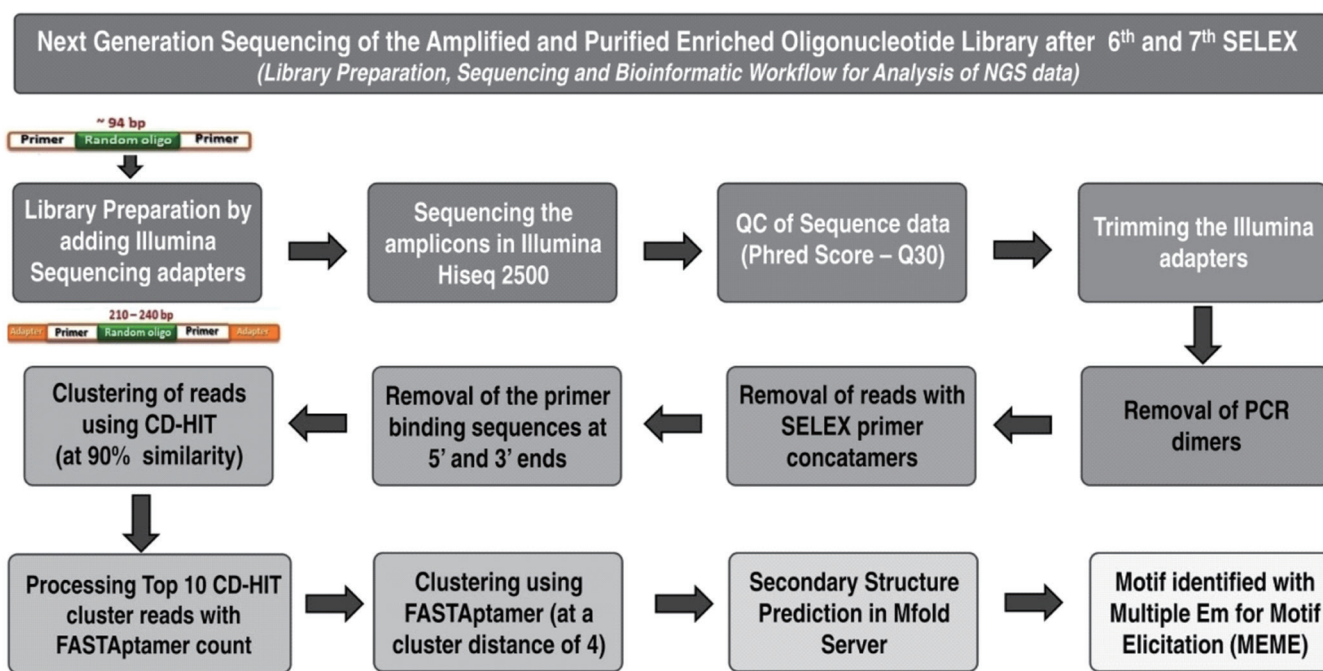 Next Generation Sequencing of the Amplified and Purified Enriched Oligonucleotide Library after 6th and 7th SELEX
(Library Preparation, Sequencing and Bioinformatic Workflow for Analysis of NGS data)
~ 94 bp
Primer Random oligo Primer
Library Preparation by
adding Illumina
Sequencing adapters
Sequencing the
amplicons in Illumina
Hiseq 2500
QC of Sequence data
(Phred Score – Q30)
Trimming the Illumina
adapters
210 – 240 bp
Adapter Primer Random oligo Primer Adapter
Removal of PCR
dimers
Removal of reads with
SELEX primer
concatamers
Removal of the primer
binding sequences at
5' and 3' ends
Clustering of reads
using CD-HIT
(at 90% similarity)
Processing Top 10 CD-HIT
cluster reads with
FASTAptamer count
Clustering using
FASTAptamer (at a
cluster distance of 4)
Secondary Structure
Prediction in Mfold
Server
Motif identified with
Multiple Em for Motif
Elicitation (MEME)